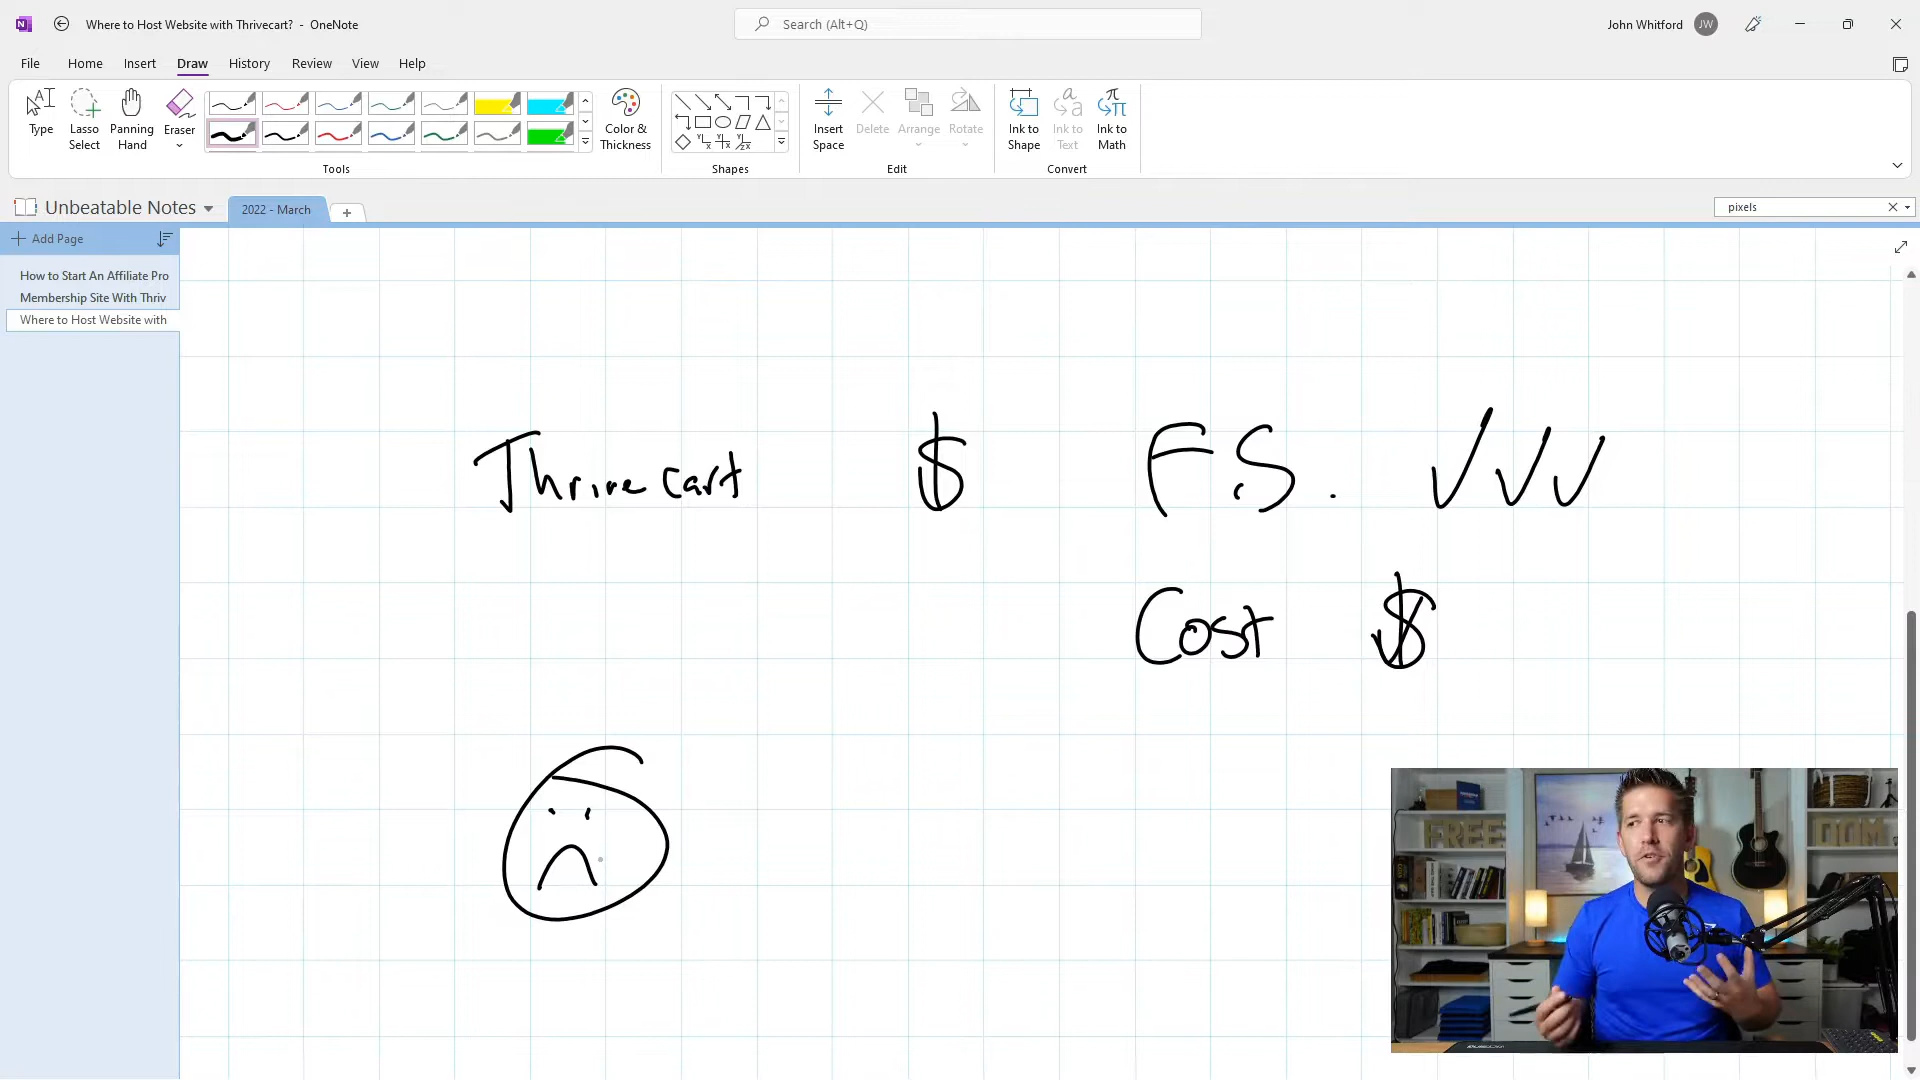 Where to Host Website with Thrivecart? - OneNote
Search (Alt+Q)
John Whitford
JW
File
Home
Insert
Draw
History
Review
View
Help
Type
Lasso
Select
Panning
Hand
Eraser
Color &
Thickness
Tools
Shapes
Insert
Space
Delete
Arrange
Rotate
Edit
Ink to
Shape
Ink to
Text
Ink to
Math
Convert
Unbeatable Notes
2022 - March
pixels
Add Page
How to Start An Affiliate Pro
Membership Site With Thriv
Where to Host Website with
Thrive cart $ F.S.
Cost $
FREE DOM